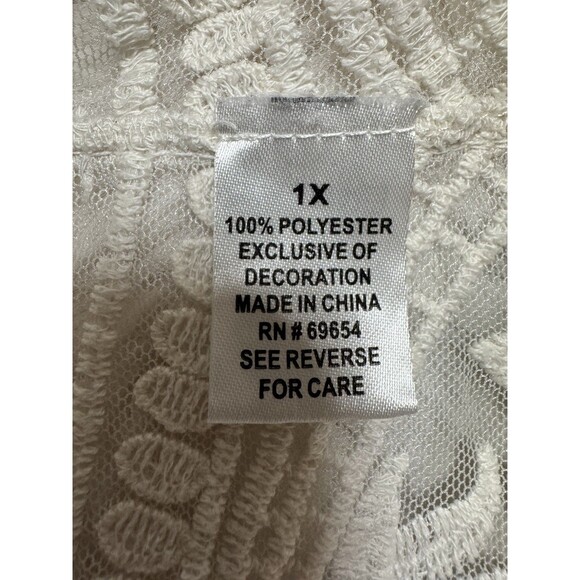 1X
100% POLYESTER
EXCLUSIVE OF
DECORATION
MADE IN CHINA
RN # 69654
SEE REVERSE
FOR CARE